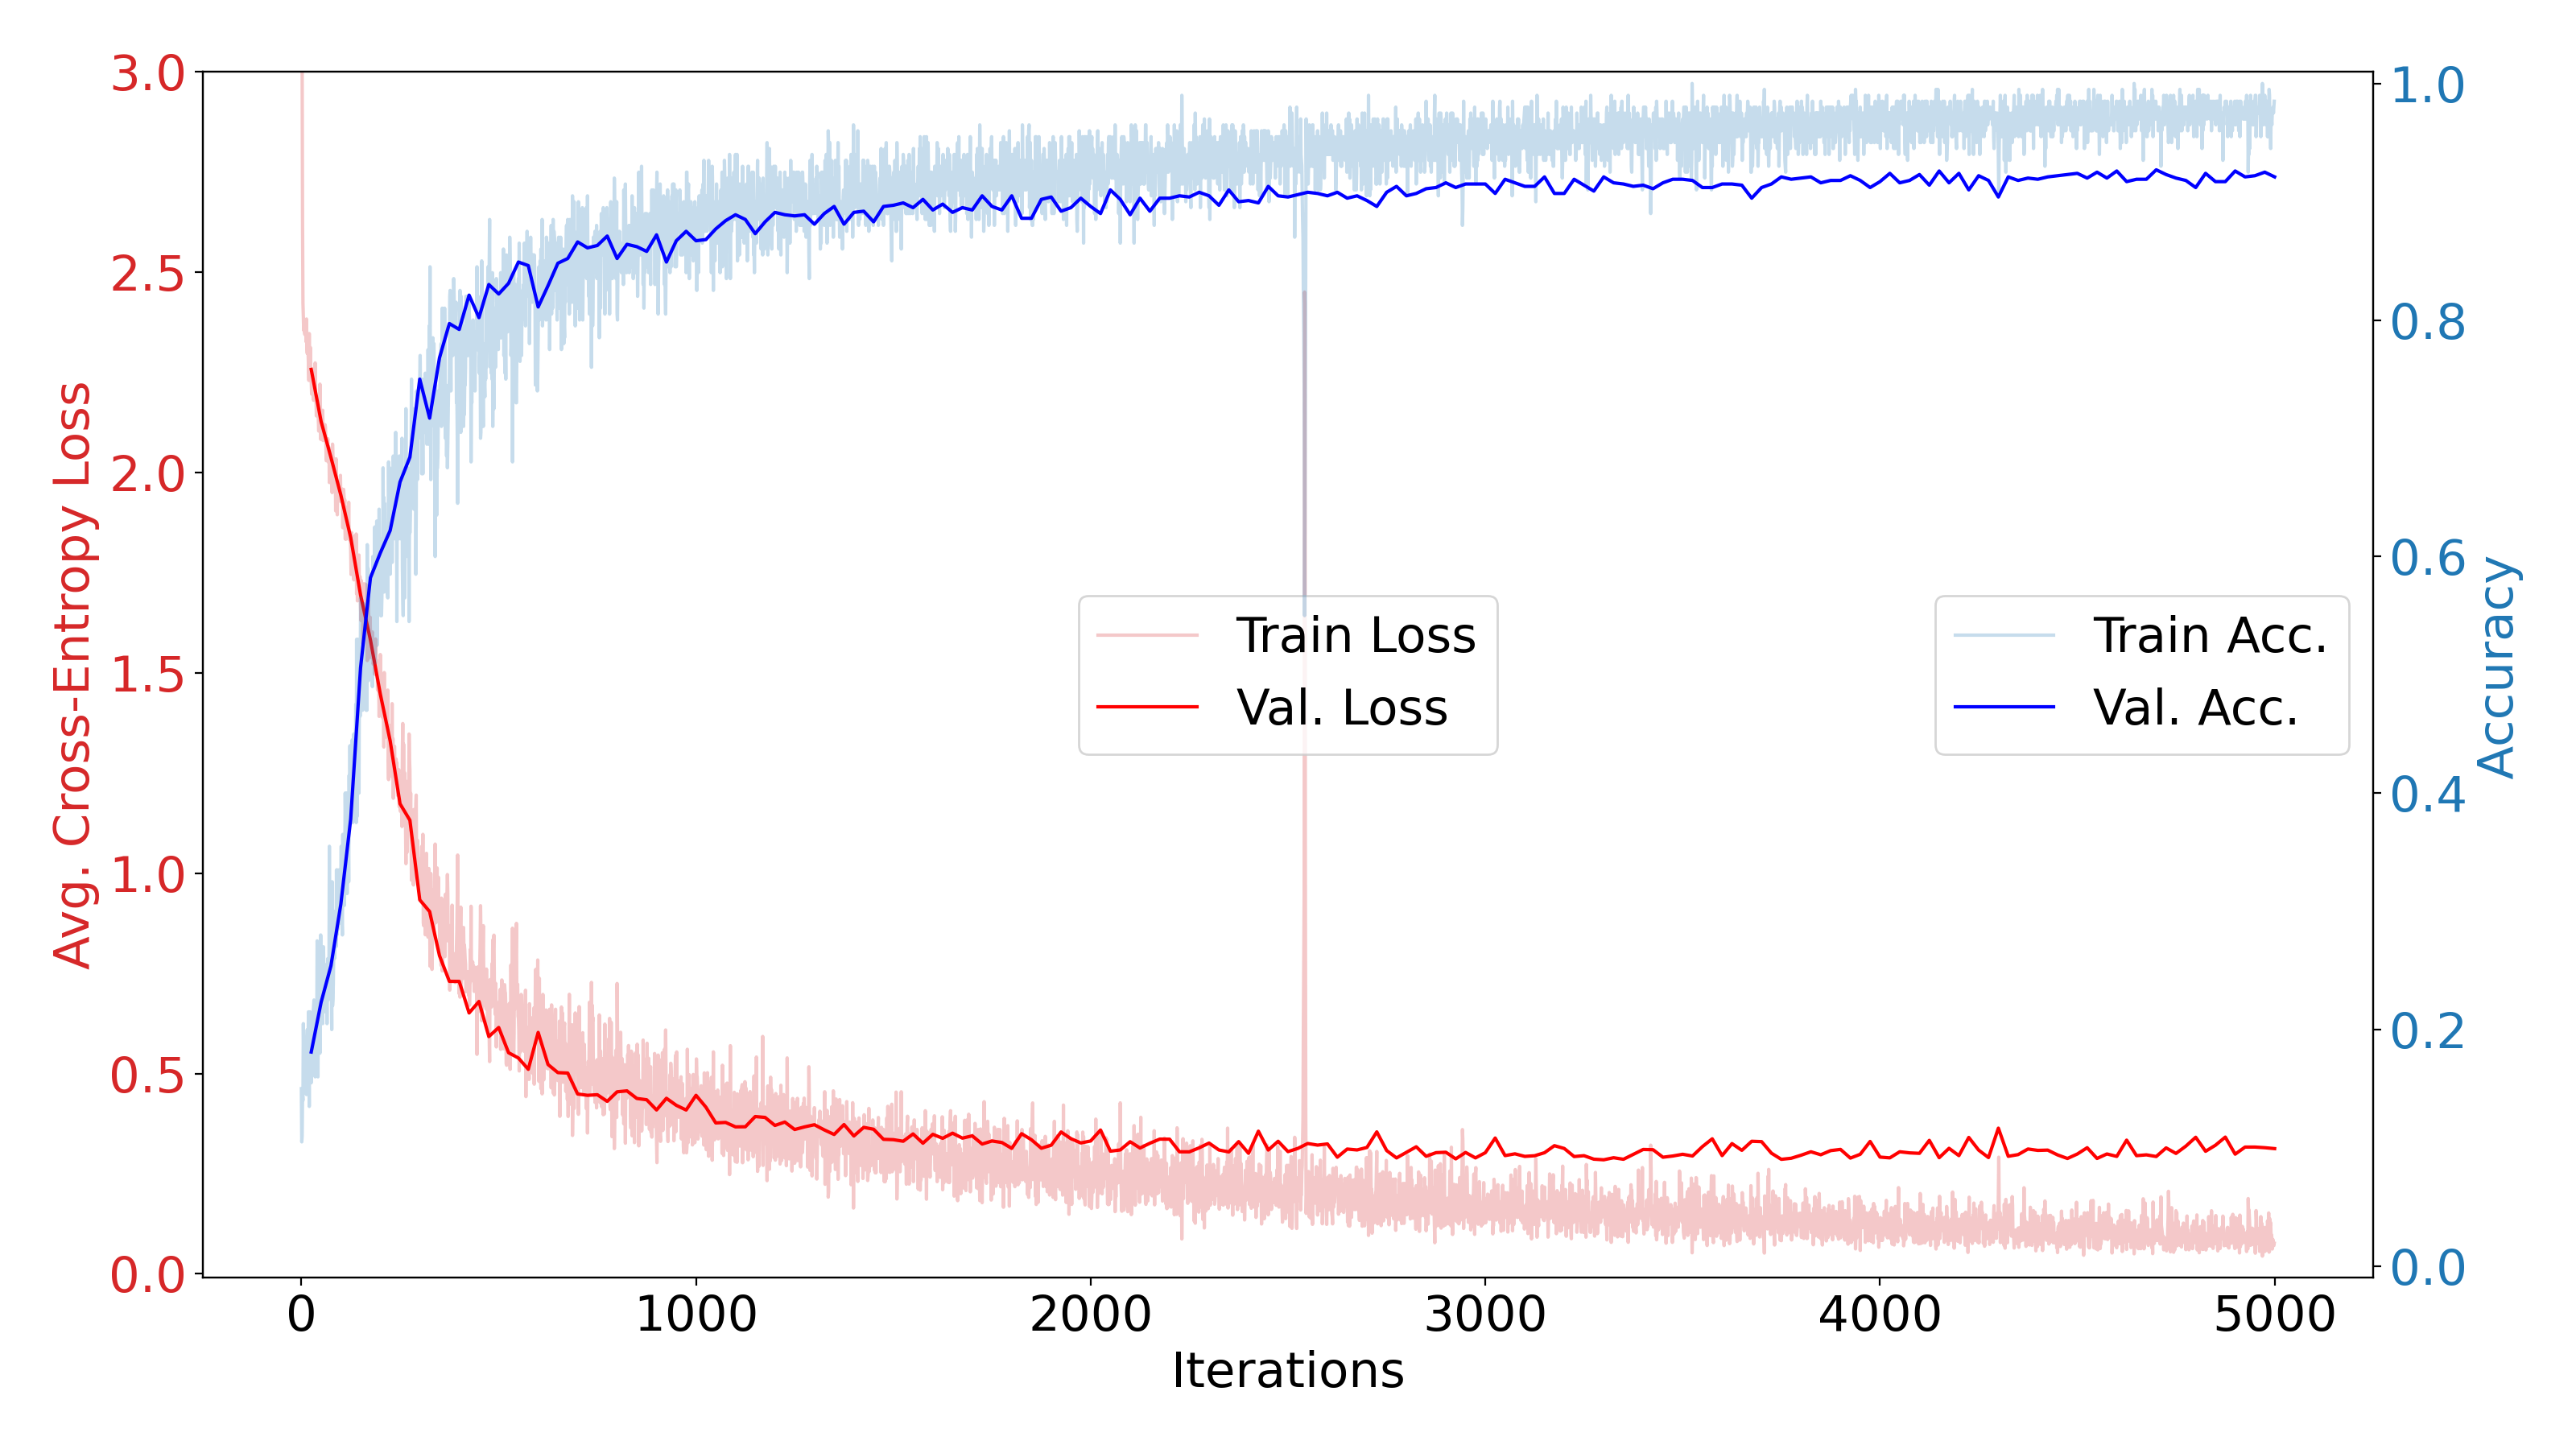 3.0
2.5
2.0
1.5
1.0
0.5
0.0
Avg. Cross-Entropy Loss
1.0
0.8
0.6
0.4
0.2
0.0
Accuracy
Train Loss
Val. Loss
Train Acc.
Val. Acc.
0 1000 2000 3000 4000 5000
Iterations